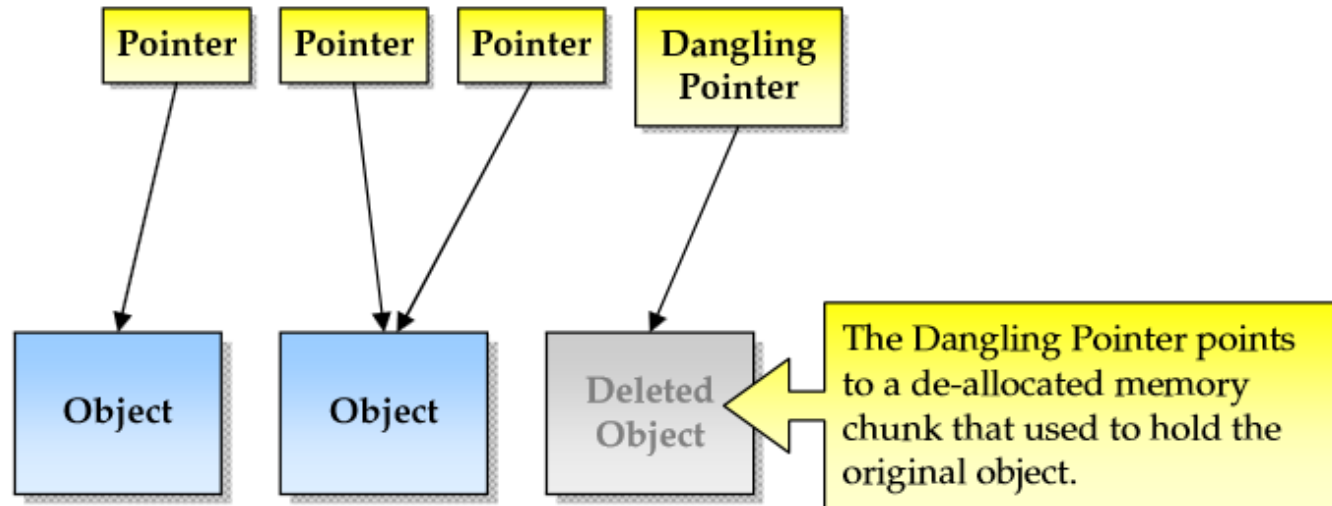 Pointer
Pointer
Pointer
Dangling
Pointer
Object
Object
Deleted
Object
The Dangling Pointer points
to a de-allocated memory
chunk that used to hold the
original object.